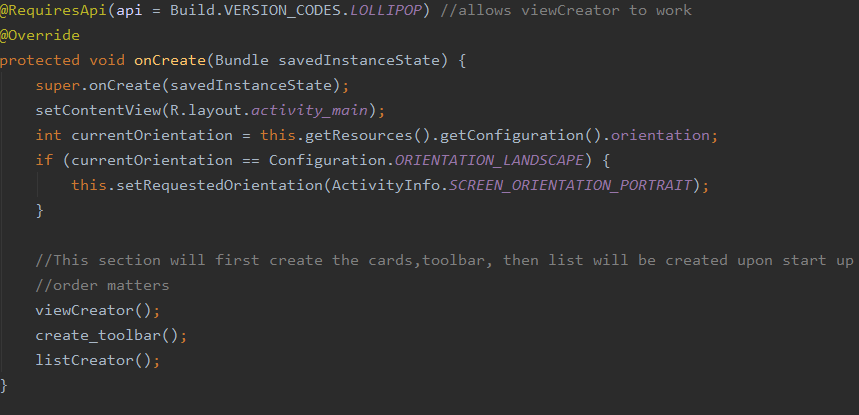 @RequiresApi(api = Build.VERSION_CODES.LOLLIPOP) //allows viewCreator to work
@Override
protected void onCreate(Bundle savedInstanceState) {
    super.onCreate(savedInstanceState);
    setContentView(R.layout.activity_main);
    int currentOrientation = this.getResources().getConfiguration().orientation;
    if (currentOrientation == Configuration.ORIENTATION_LANDSCAPE) {
        this.setRequestedOrientation(ActivityInfo.SCREEN_ORIENTATION_PORTRAIT);
    }

    //This section will first create the cards,toolbar, then list will be created upon start up
    //order matters
    viewCreator();
    create_toolbar();
    listCreator();
}